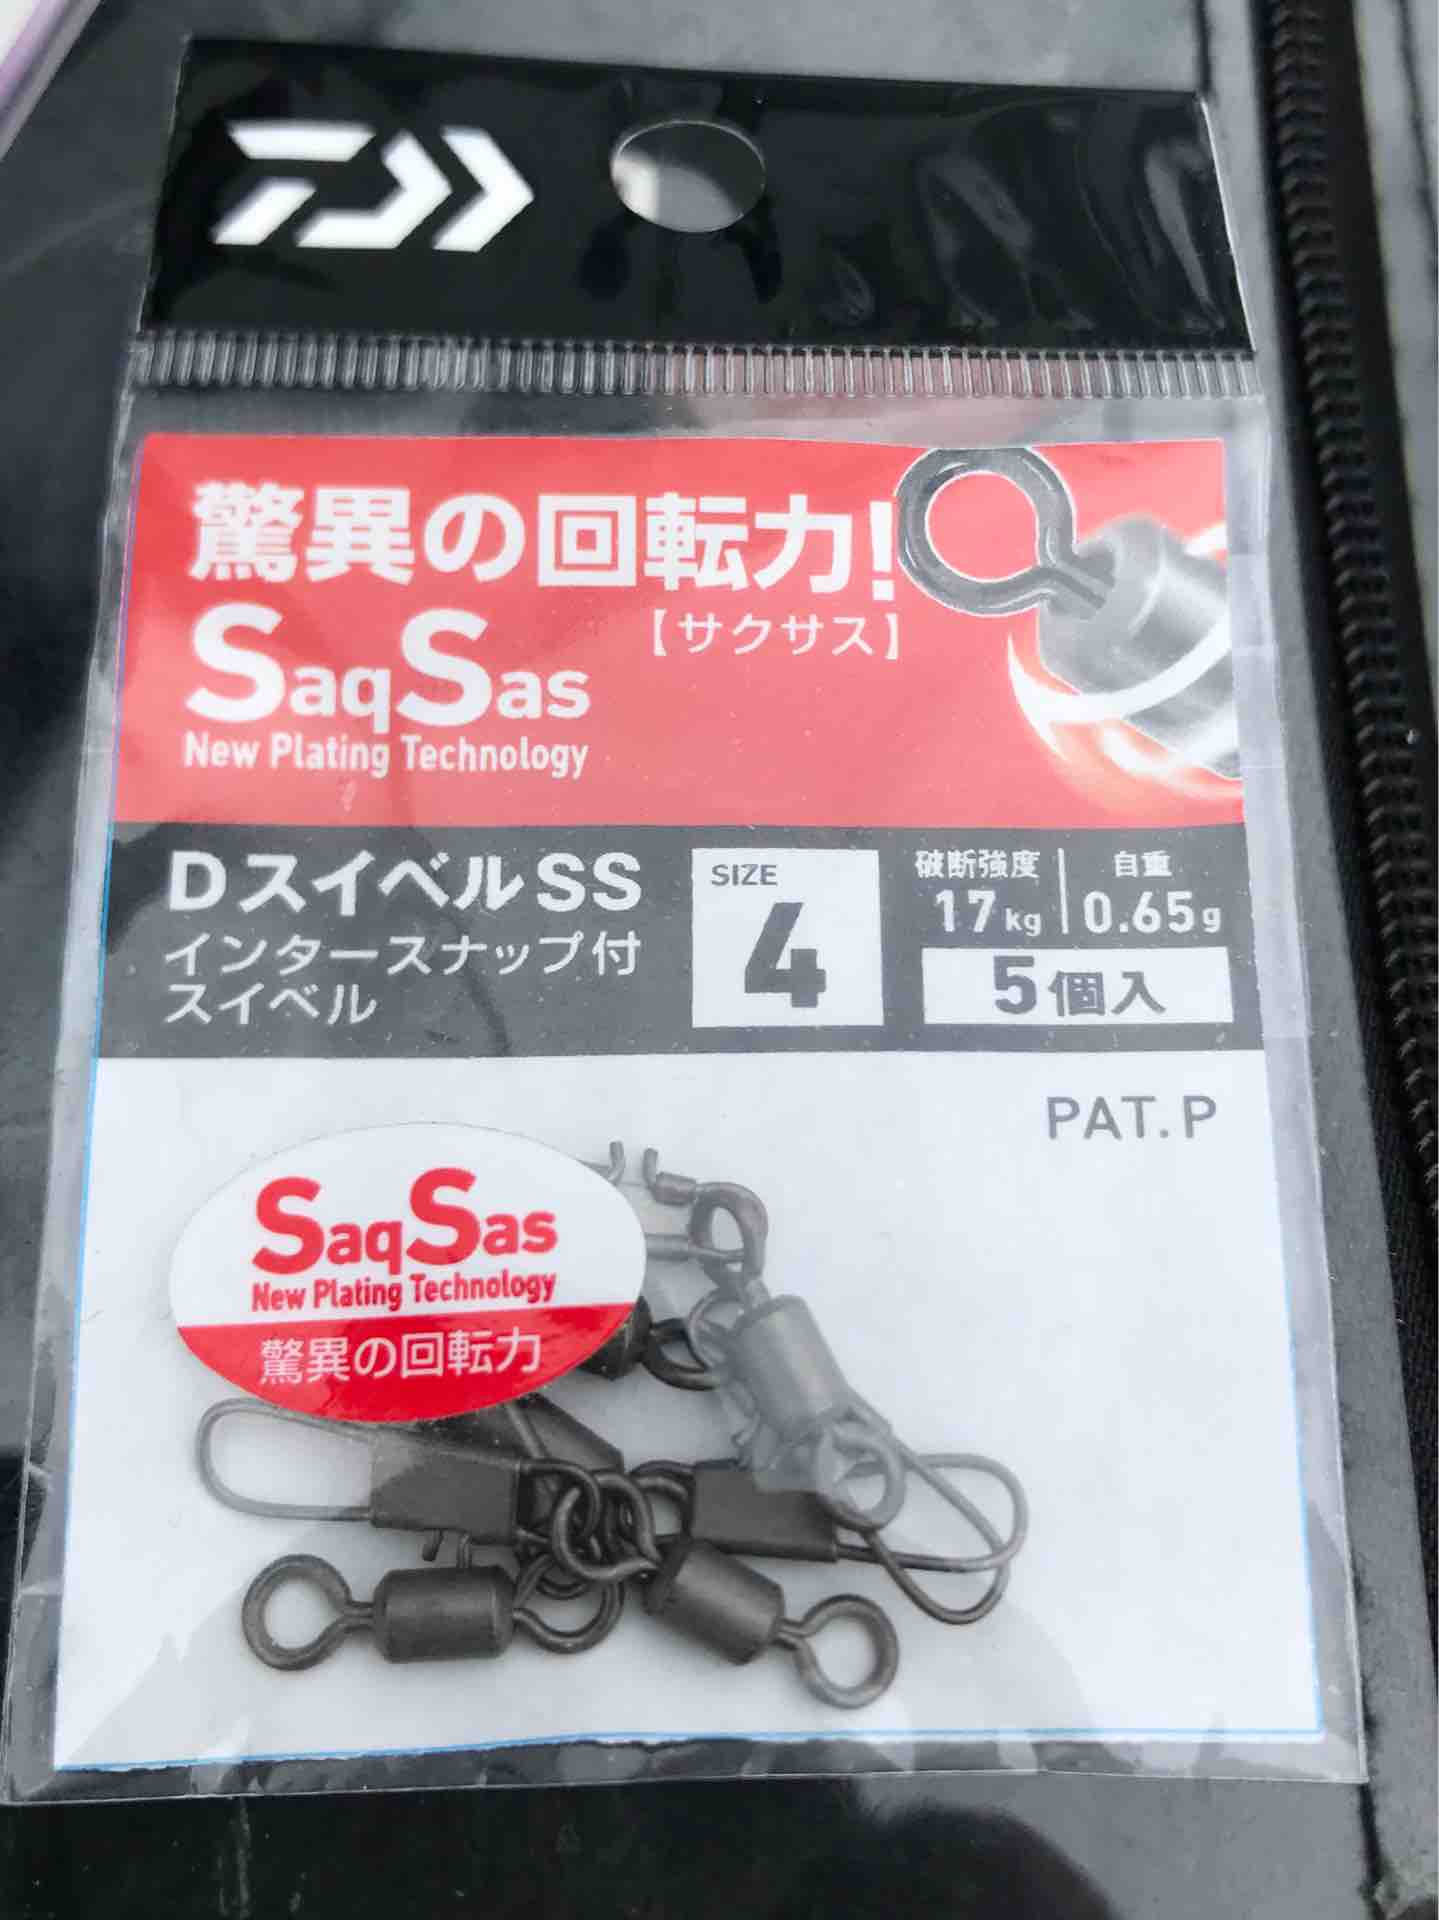 驚異の回転力!
SaqSas
【サクサス】
New Plating Technology
DスイベルSS
インタースナップ付
スイベル
SIZE
4
破断強度
17kg
自重
0.65g
5個入
PAT.P
SaqSas
New Plating Technology
驚異の回転力